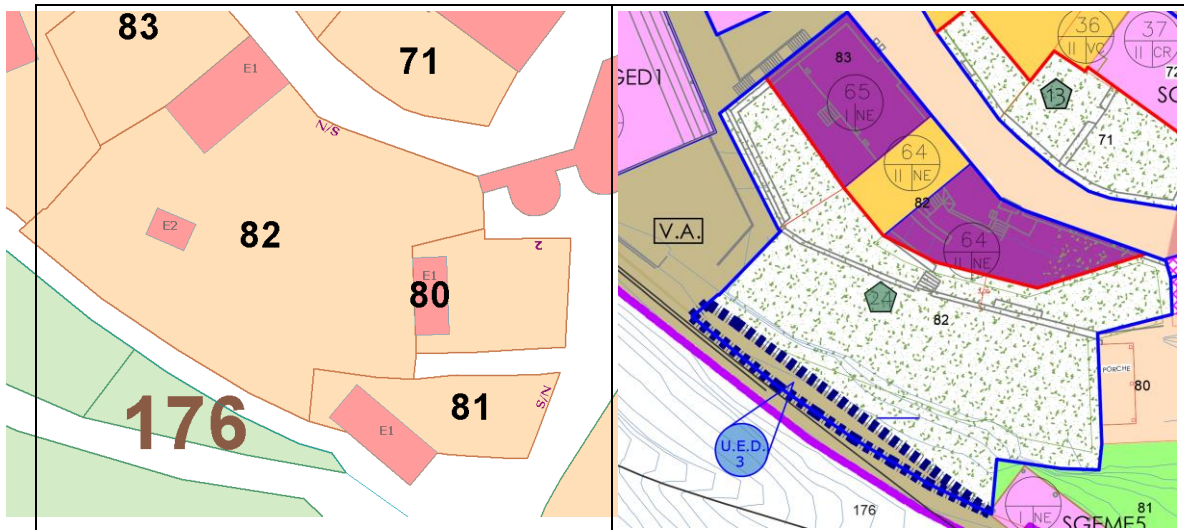 83
71
E1
N/S
82
E2
2
E1
80
81
N/S
E1
176
GED1
36
II VC
37
II CR
72
SG
83
65
I NE
13
71
64
II NE
82
V.A.
64
II NE
24
82
PORCHE
80
U.E.D.
3
176
I NE
SGEME5
81